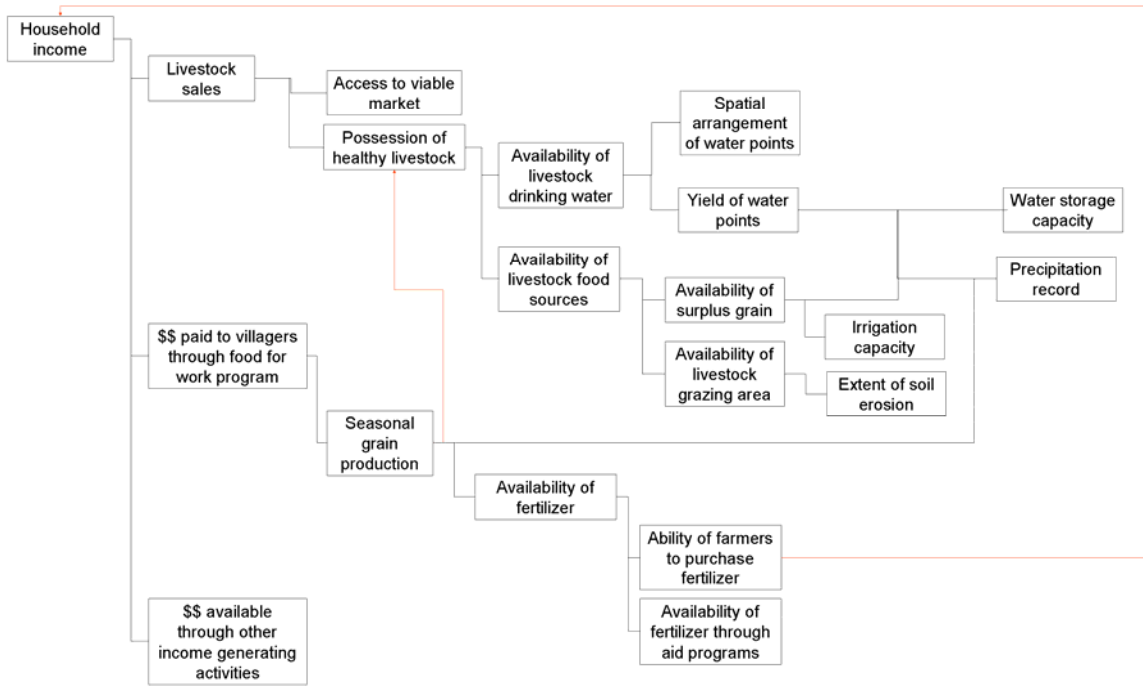 Household
income
Livestock
sales
Access to viable
market
Possession of
healthy livestock
Availability of
livestock
drinking water
Spatial
arrangement
of water points
Yield of water
points
Water storage
capacity
Precipitation
record
Availability of
livestock food
sources
Availability of
surplus grain
Irrigation
capacity
Availability of
livestock
grazing area
Extent of soil
erosion
$$ paid to villagers
through food for
work program
Seasonal
grain
production
Availability of
fertilizer
Ability of farmers
to purchase
fertilizer
Availability of
fertilizer through
aid programs
$$ available
through other
income generating
activities